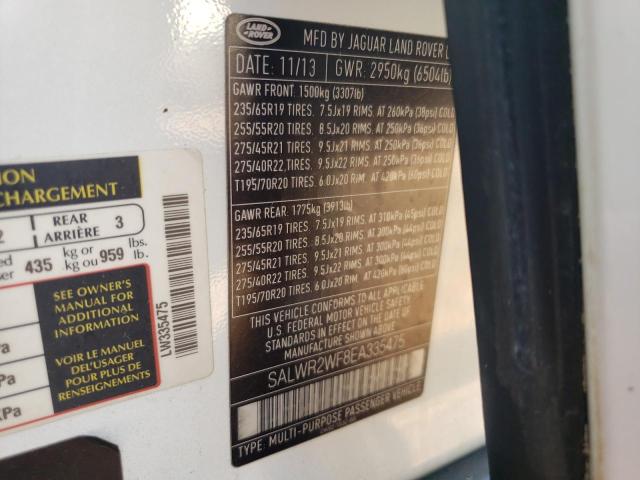 LAND ROVER
MFD BY JAGUAR LAND ROVER
DATE: 11/13 GWR: 2950kg (6504lb)
GAWR FRONT: 1500kg (3307lb)
235/65R19 TIRES. 7.5Jx19 RIMS. AT 260kPa (38psi) COLD
255/55R20 TIRES. 8.5Jx20 RIMS. AT 250kPa (36psi) COLD
275/45R21 TIRES. 9.5Jx21 RIMS. AT 250kPa (36psi) COLD
275/40R22, TIRES. 9.5Jx22 RIMS. AT 250kPa (36psi) COLD
T195/70R20 TIRES. 6.0Jx20 RIM. AT 420kPa (60psi) COLD
GAWR REAR: 1775kg (3913lb)
235/65R19 TIRES. 7.5Jx19 RIMS. AT 310kPa (45psi) COLD
255/55R20 TIRES. 8.5Jx20 RIMS. AT 300kPa (44psi) COLD
275/45R21 TIRES. 9.5Jx21 RIMS. AT 300kPa (44psi) COLD
275/40R22 TIRES. 9.5Jx22 RIMS. AT 300kPa (44psi) COLD
T195/70R20 TIRES. 6.0Jx20 RIM. AT 420kPa (60psi) COLD
THIS VEHICLE CONFORMS TO ALL APPLICABLE
U.S. FEDERAL MOTOR VEHICLE SAFETY
STANDARDS IN EFFECT ON THE DATE OF
MANUFACTURE SHOWN ABOVE.
SALWR2WF8EA335475
TYPE: MULTI-PURPOSE PASSENGER VEHICLE
CHARGEMENT
2 REAR ARRIÈRE 3
435 kg or kg ou 959 lbs. lb.
SEE OWNER'S
MANUAL FOR
ADDITIONAL
INFORMATION
VOIR LE MANUEL
DE L'USAGER
POUR PLUS DE
RENSEIGNEMENTS
LW335475
kPa